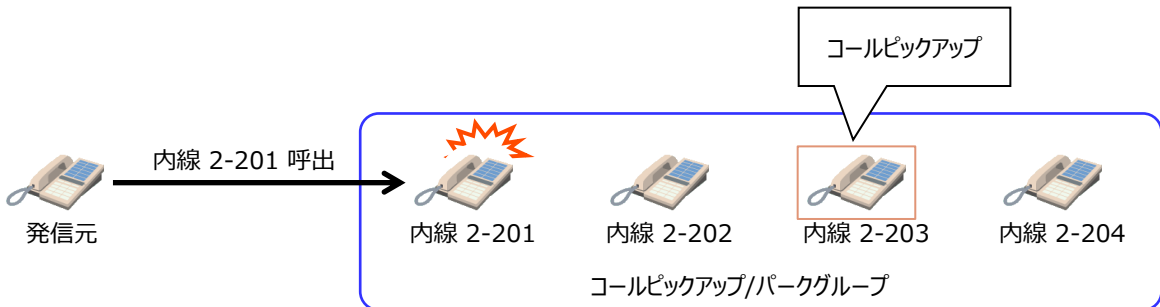 コールピックアップ
内線 2-201 呼出
発信元
内線 2-201
内線 2-202
内線 2-203
内線 2-204
コールピックアップ/パークグループ